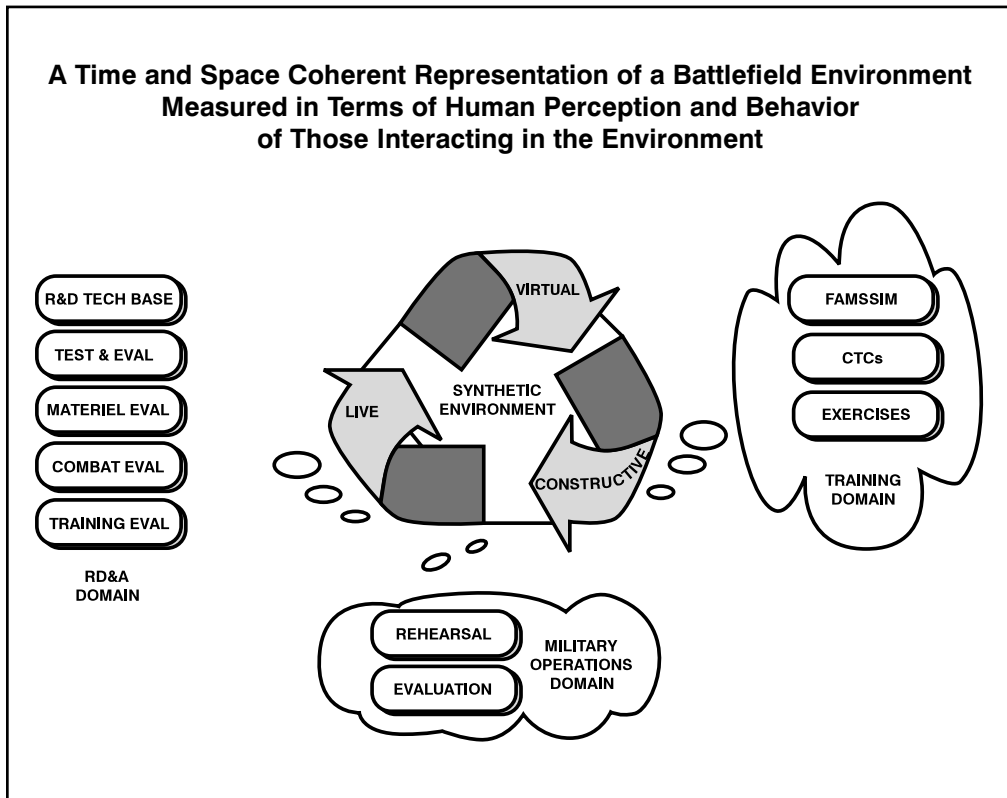 A Time and Space Coherent Representation of a Battlefield Environment
Measured in Terms of Human Perception and Behavior
of Those Interacting in the Environment
R&D TECH BASE
TEST & EVAL
MATERIEL EVAL
COMBAT EVAL
TRAINING EVAL
RD&A
DOMAIN
VIRTUAL
LIVE
SYNTHETIC
ENVIRONMENT
CONSTRUCTIVE
FAMSSIM
CTCs
EXERCISES
TRAINING
DOMAIN
REHEARSAL
EVALUATION
MILITARY
OPERATIONS
DOMAIN